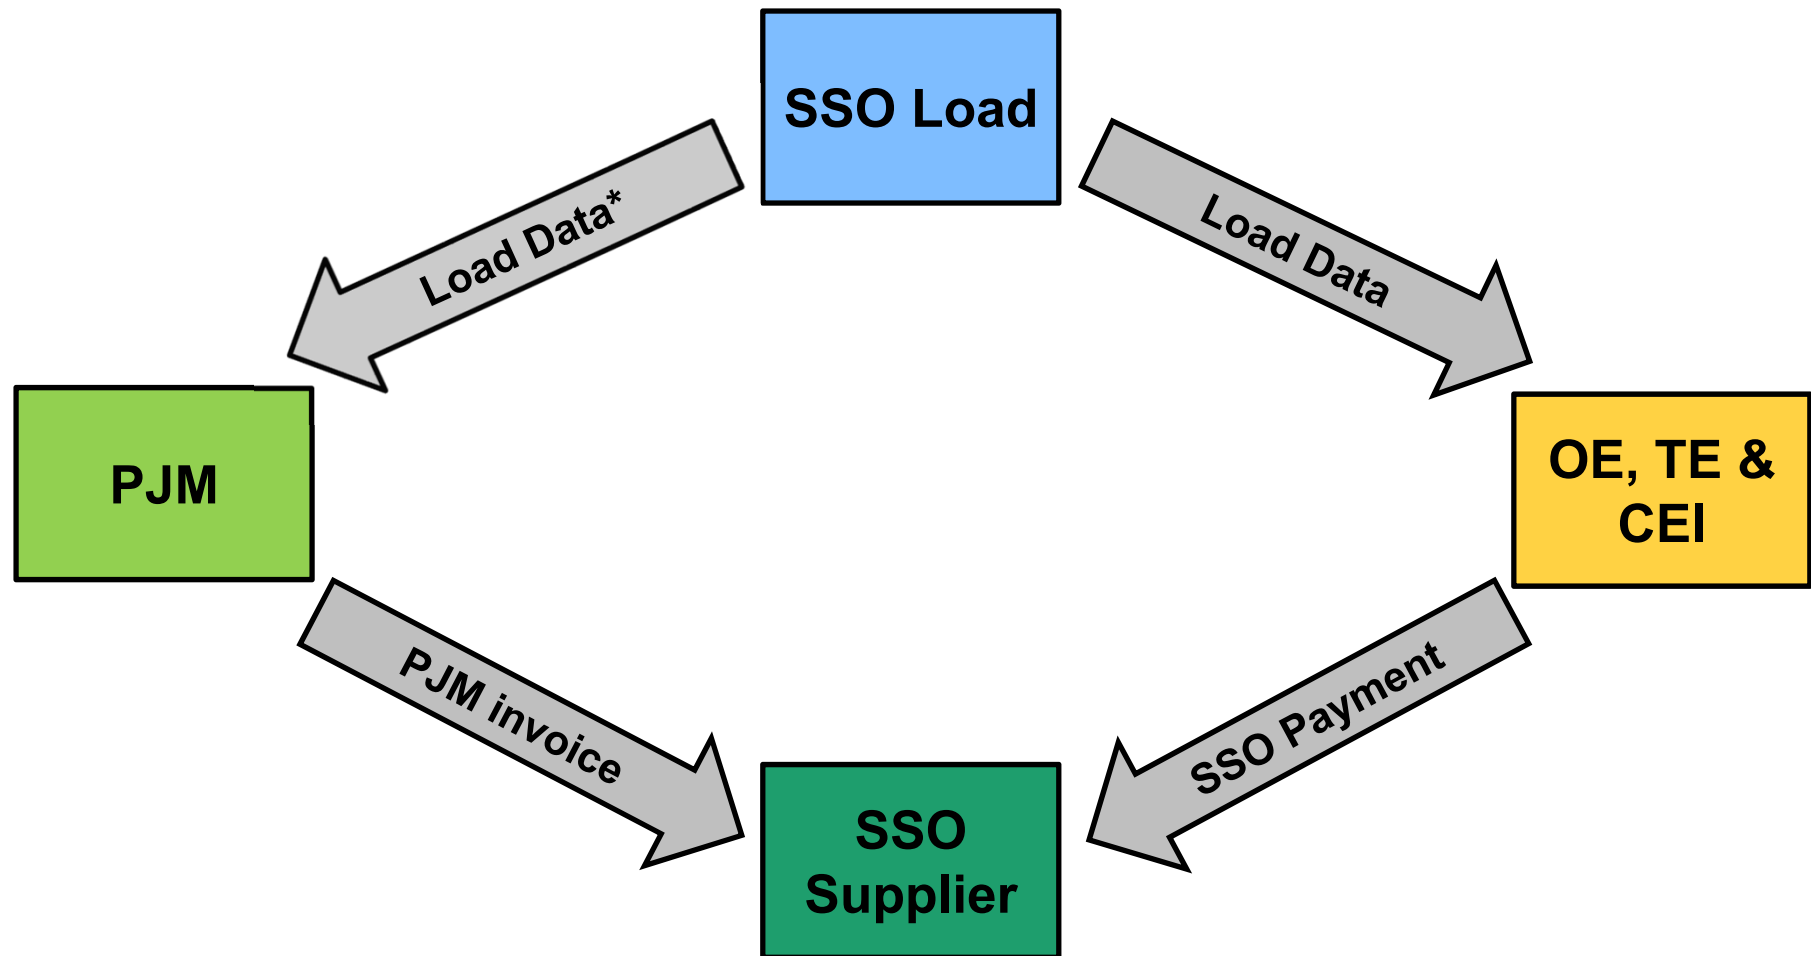 SSO Load
Load Data*
Load Data
PJM
OE, TE &
CEI
PJM invoice
SSO Payment
SSO
Supplier